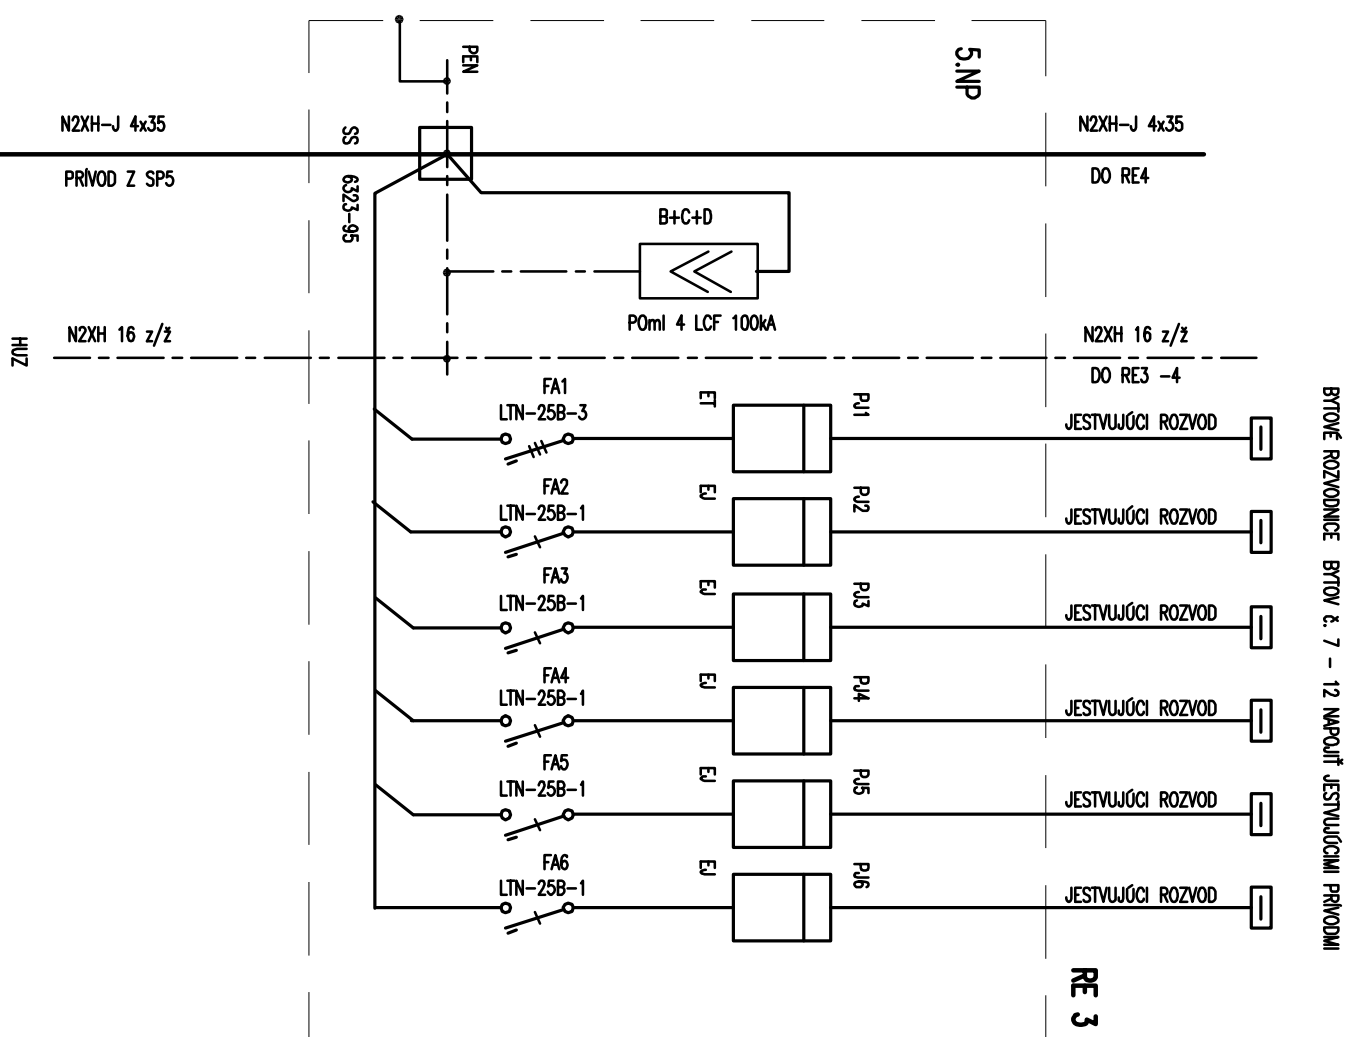 5.NP
PEN
N2XH-J 4x35
PRÍVOD Z SP5
SS 6323-95
N2XH-J 4x35
DO RE4
B+C+D
POmI 4 LCF 100kA
HUZ
N2XH 16 z/ž
N2XH 16 z/ž
DO RE3 -4
FA1
LTN-25B-3
ET
PJ1
JESTVUJÚCI ROZVOD
FA2
LTN-25B-1
EJ
PJ2
JESTVUJÚCI ROZVOD
FA3
LTN-25B-1
EJ
PJ3
JESTVUJÚCI ROZVOD
FA4
LTN-25B-1
EJ
PJ4
JESTVUJÚCI ROZVOD
FA5
LTN-25B-1
EJ
PJ5
JESTVUJÚCI ROZVOD
FA6
LTN-25B-1
EJ
PJ6
JESTVUJÚCI ROZVOD
BYTOVÉ ROZVODNICE BYTOV č. 7 - 12 NAPOJIŤ JESTVUJÚCIMI PRÍVODMI
RE 3